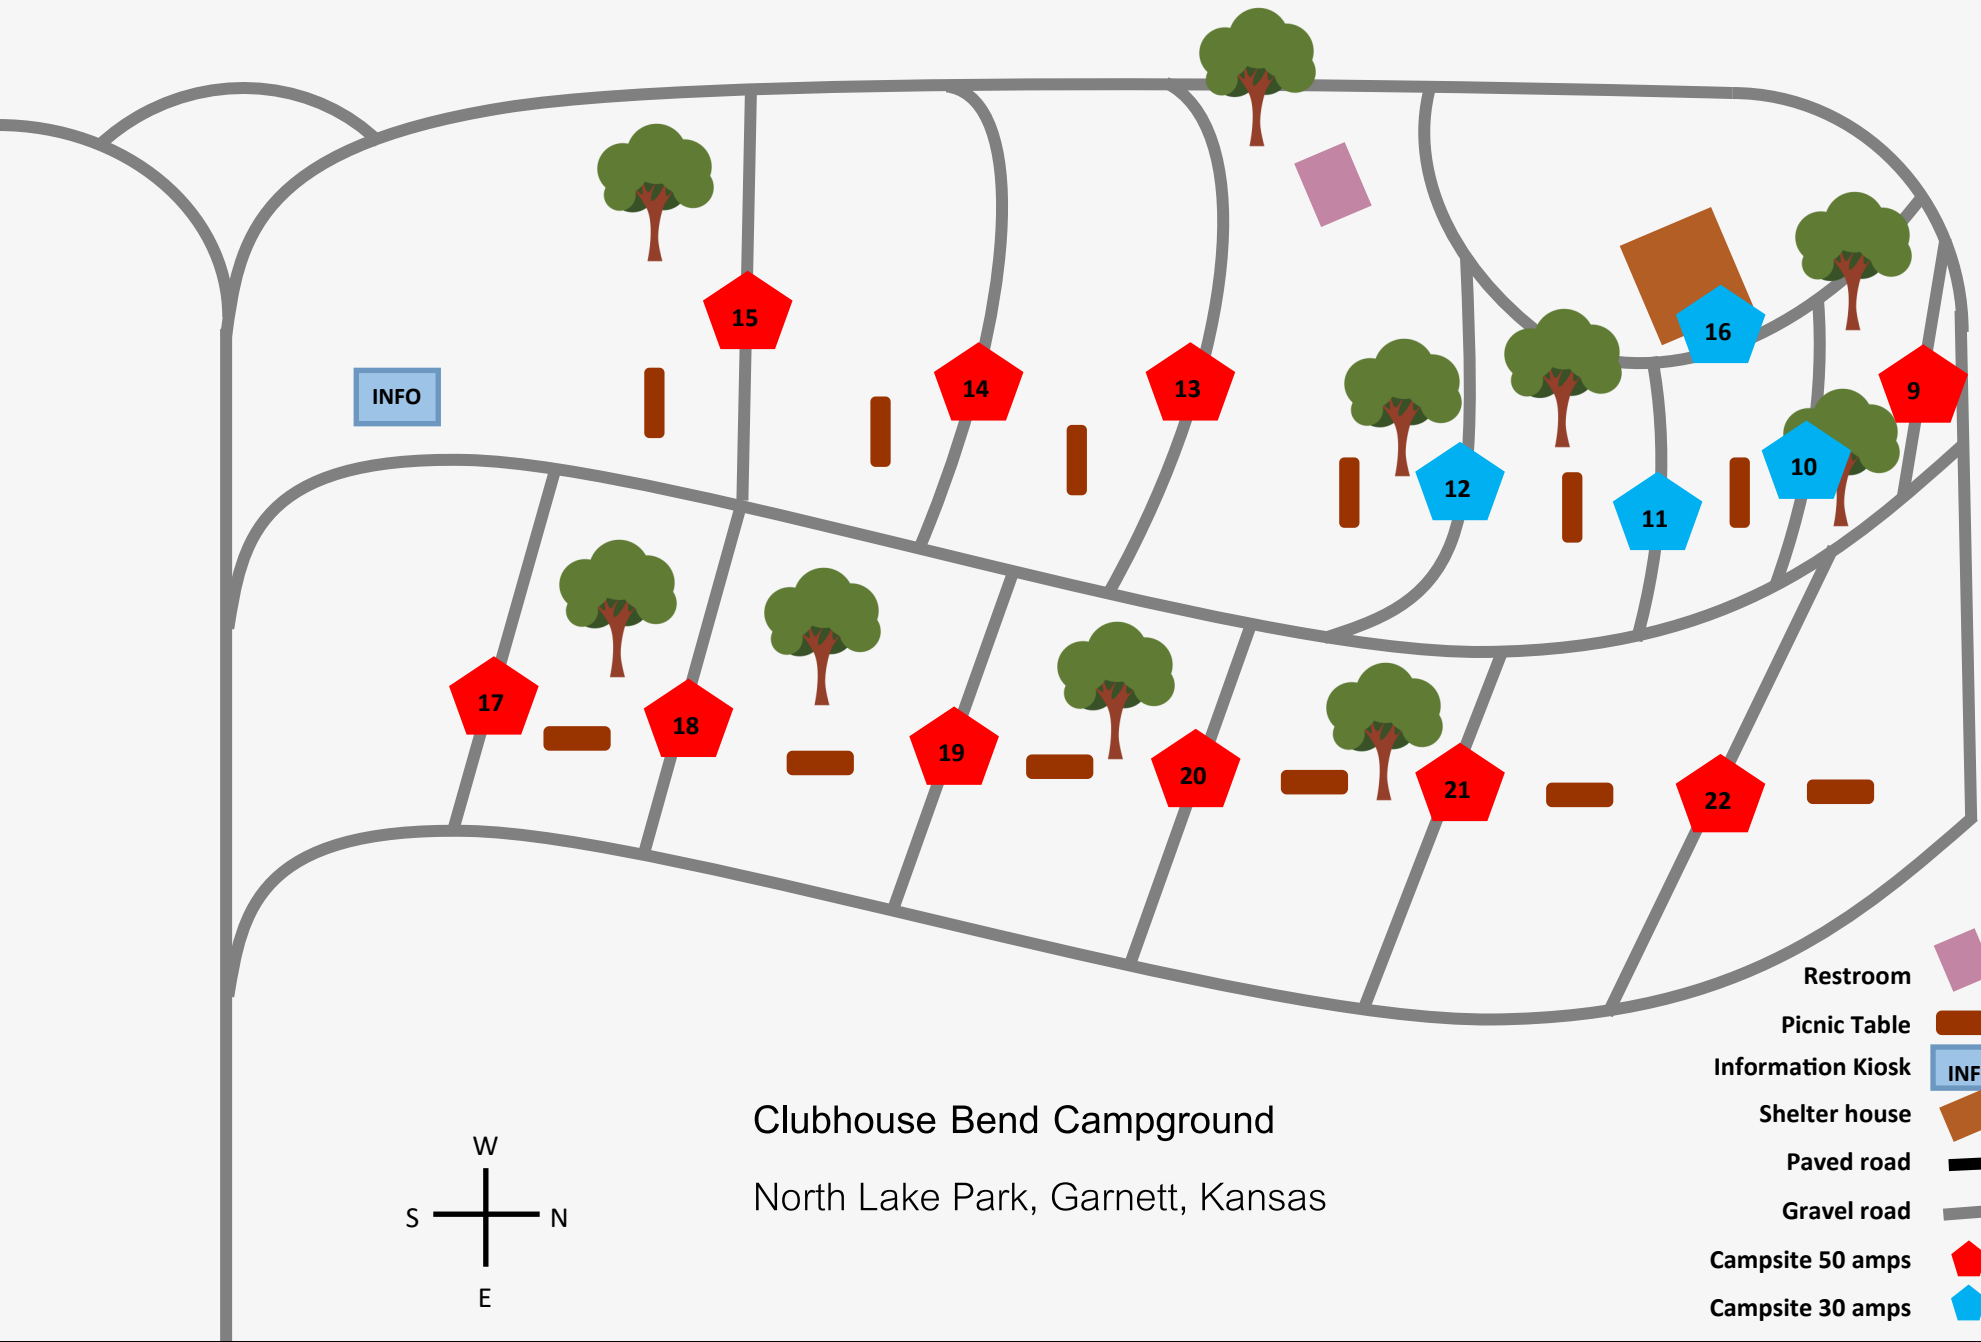 15
16
14
13
9
INFO
10
12
11
17
18
19
20
21
22
Restroom
Picnic Table
Information Kiosk
INF
Shelter house
Paved road
Gravel road
Campsite 50 amps
Campsite 30 amps
Clubhouse Bend Campground
North Lake Park, Garnett, Kansas
W
S
N
E